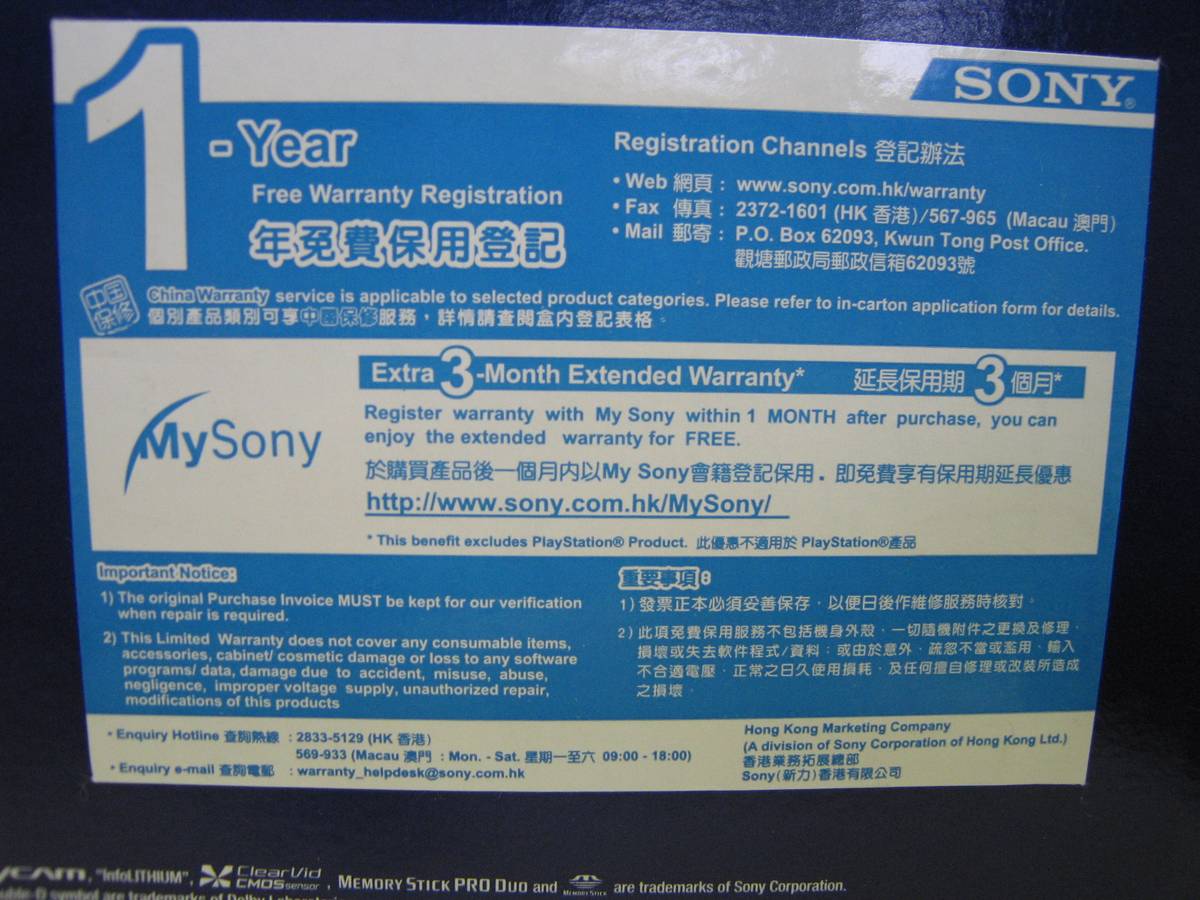 SONY®
1 - Year
Free Warranty Registration
年免費保用登記
Registration Channels 登記辦法
• Web 網頁 : www.sony.com.hk/warranty
• Fax 傳真 : 2372-1601 (HK 香港)/567-965 (Macau 澳門)
• Mail 郵寄 : P.O. Box 62093, Kwun Tong Post Office.
觀塘郵政局郵政信箱62093號
中国
保修
China Warranty service is applicable to selected product categories. Please refer to in-carton application form for details.
個別產品類別可享中國保修服務，詳情請查閱盒内登記表格。
MySony
Extra 3-Month Extended Warranty* 延長保用期 3 個月*
Register warranty with My Sony within 1 MONTH after purchase, you can
enjoy the extended warranty for FREE.
於購買產品後一個月内以My Sony會籍登記保用．即免費享有保用期延長優惠
http://www.sony.com.hk/MySony/
* This benefit excludes PlayStation® Product. 此優惠不適用於 PlayStation®產品
Important Notice:
1) The original Purchase Invoice MUST be kept for our verification
when repair is required.
2) This Limited Warranty does not cover any consumable items,
accessories, cabinet/ cosmetic damage or loss to any software
programs/ data, damage due to accident, misuse, abuse,
negligence, improper voltage supply, unauthorized repair,
modifications of this products
重要事項：
1) 發票正本必須妥善保存，以便日後作維修服務時核對。
2) 此項免費保用服務不包括機身外殼，一切隨機附件之更換及修理，
損壞或失去軟件程式/資料；或由於意外、疏忽不當或濫用、輸入
不合適電壓，正常之日久使用損耗，及任何擅自修理或改裝所造成
之損壞。
• Enquiry Hotline 查詢熱線 : 2833-5129 (HK 香港)
569-933 (Macau 澳門 : Mon. - Sat. 星期一至六 09:00 - 18:00)
• Enquiry e-mail 查詢電郵 : warranty_helpdesk@sony.com.hk
Hong Kong Marketing Company
(A division of Sony Corporation of Hong Kong Ltd.)
香港業務拓展總部
Sony(新力)香港有限公司
YCAM, "InfoLITHIUM", ClearVid CMOS sensor, MEMORY STICK PRO DUO and MEMORY STICK are trademarks of Sony Corporation.
symbol are trademarks of Dolby